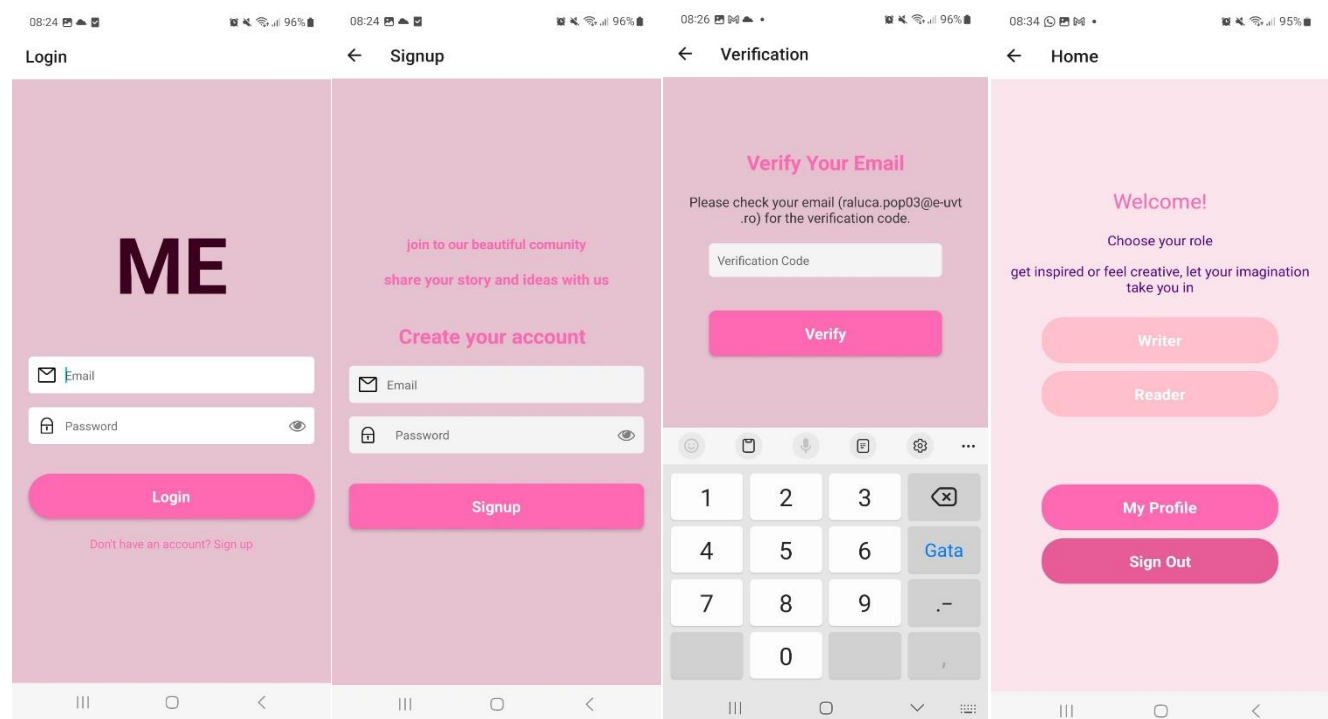 08:24
96%
Login
ME
Email
Password
Login
Don't have an account? Sign up
08:24
96%
Signup
join to our beautiful comunity
share your story and ideas with us
Create your account
Email
Password
Signup
08:26
96%
Verification
Verify Your Email
Please check your email (raluca.pop03@e-uvt
.ro) for the verification code.
Verification Code
Verify
1 2 3
4 5 6 Gata
7 8 9 .-
0 ,
08:34
95%
Home
Welcome!
Choose your role
get inspired or feel creative, let your imagination
take you in
Writer
Reader
My Profile
Sign Out